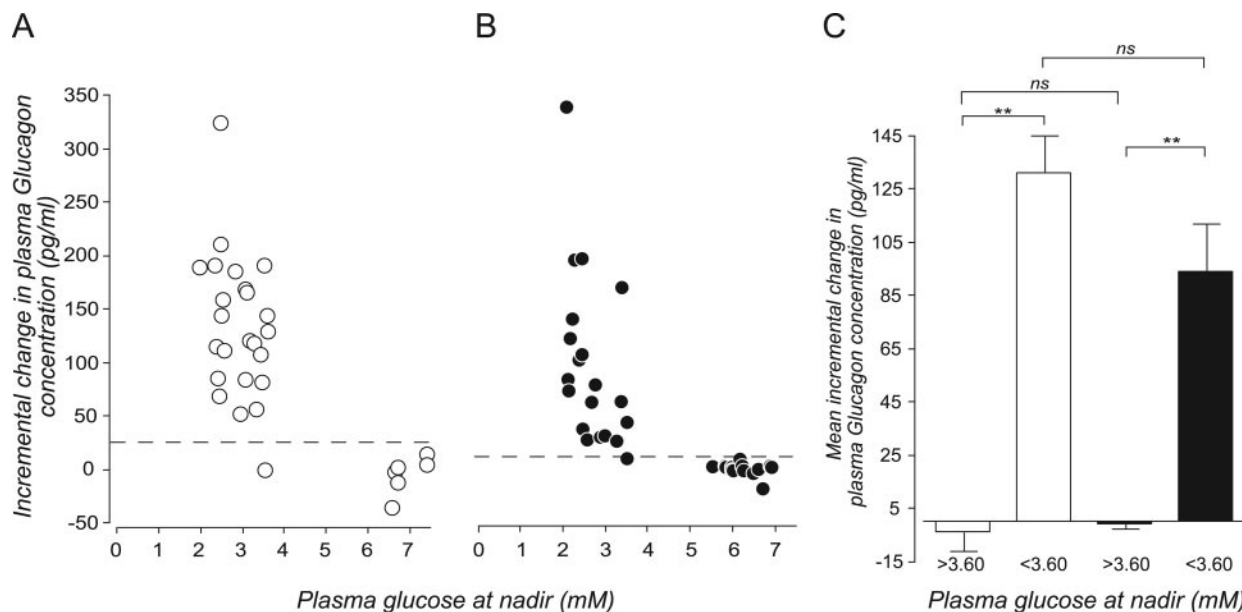 A
B
C
Incremental change in plasma Glucagon
concentration (pg/ml)
350
300
250
200
150
100
50
0
-50
0 1 2 3 4 5 6 7
0 1 2 3 4 5 6 7
Plasma glucose at nadir (mM)
ns
ns
**
**
Mean incremental change in
plasma Glucagon concentration (pg/ml)
145
125
105
85
65
45
25
5
-15
>3.60 <3.60 >3.60 <3.60
Plasma glucose at nadir (mM)